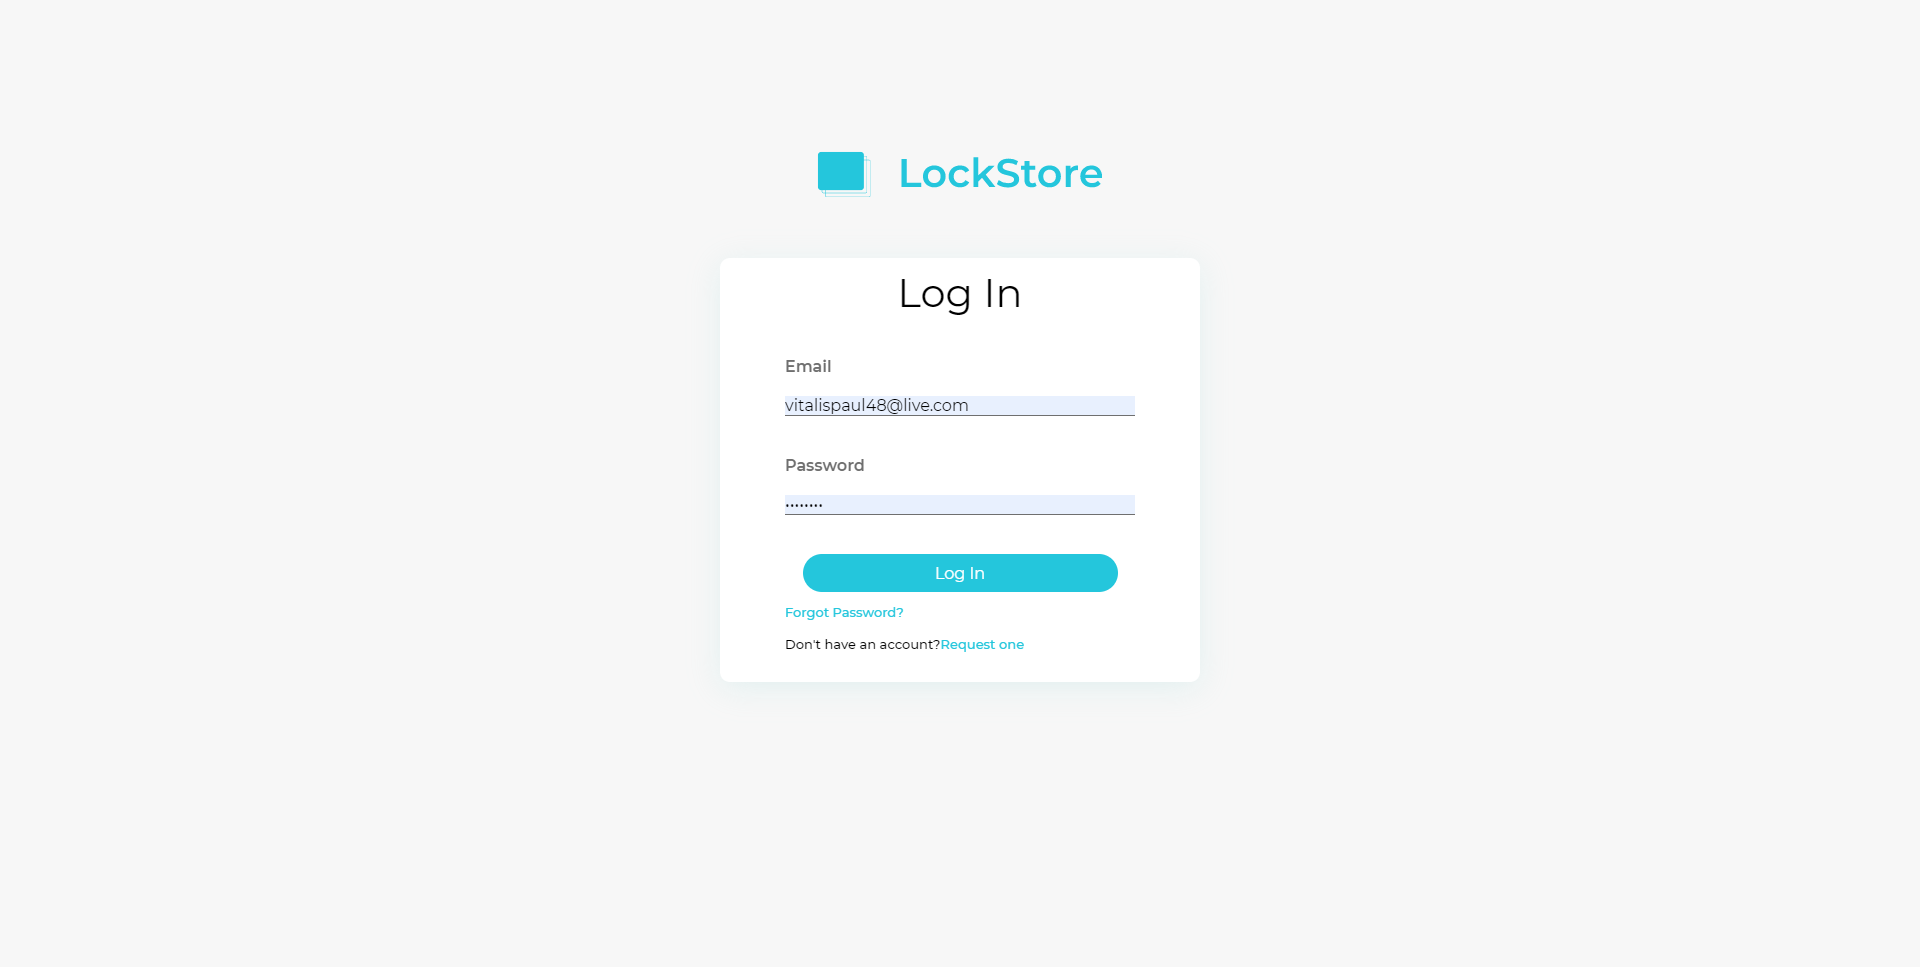 LockStore
Log In
Email
vitalispaul48@live.com
Password
••••••••
Log In
Forgot Password?
Don't have an account?Request one